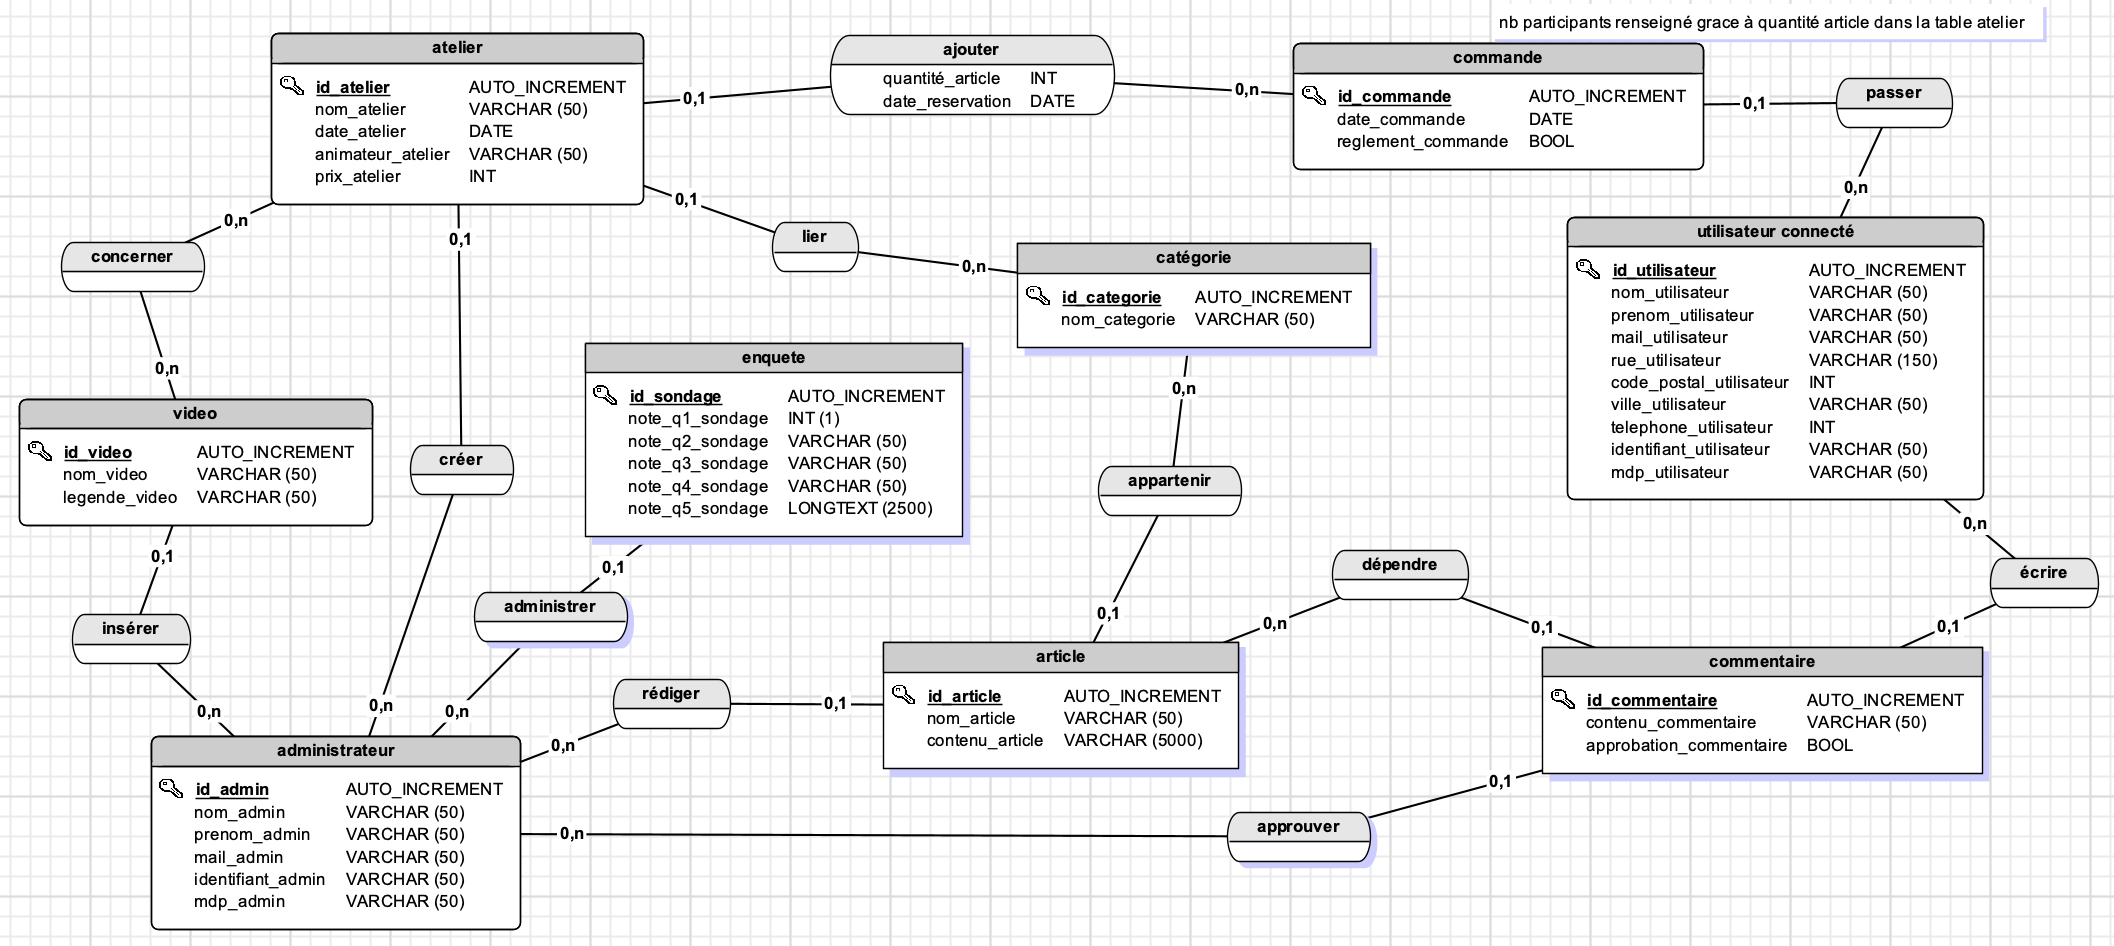 nb participants renseigné grace à quantité article dans la table atelier
atelier
id_atelier AUTO_INCREMENT
nom_atelier VARCHAR (50)
date_atelier DATE
animateur_atelier VARCHAR (50)
prix_atelier INT
0,1
ajouter
quantité_article INT
date_reservation DATE
0,n
commande
id_commande AUTO_INCREMENT
date_commande DATE
reglement_commande BOOL
0,1
passer
0,n
utilisateur connecté
id_utilisateur AUTO_INCREMENT
nom_utilisateur VARCHAR (50)
prenom_utilisateur VARCHAR (50)
mail_utilisateur VARCHAR (50)
rue_utilisateur VARCHAR (150)
code_postal_utilisateur INT
ville_utilisateur VARCHAR (50)
telephone_utilisateur INT
identifiant_utilisateur VARCHAR (50)
mdp_utilisateur VARCHAR (50)
0,n
concerner
0,n
0,1
0,1
lier
0,n
catégorie
id_categorie AUTO_INCREMENT
nom_categorie VARCHAR (50)
0,n
enquete
id_sondage AUTO_INCREMENT
note_q1_sondage INT (1)
note_q2_sondage VARCHAR (50)
note_q3_sondage VARCHAR (50)
note_q4_sondage VARCHAR (50)
note_q5_sondage LONGTEXT (2500)
video
id_video AUTO_INCREMENT
nom_video VARCHAR (50)
legende_video VARCHAR (50)
créer
appartenir
0,n
écrire
0,1
0,1
insérer
0,n
0,1
administrer
0,n
0,n
dépendre
0,n
0,1
0,1
rédiger
0,1
0,n
article
id_article AUTO_INCREMENT
nom_article VARCHAR (50)
contenu_article VARCHAR (5000)
commentaire
id_commentaire AUTO_INCREMENT
contenu_commentaire VARCHAR (50)
approbation_commentaire BOOL
0,1
approuver
0,n
administrateur
id_admin AUTO_INCREMENT
nom_admin VARCHAR (50)
prenom_admin VARCHAR (50)
mail_admin VARCHAR (50)
identifiant_admin VARCHAR (50)
mdp_admin VARCHAR (50)